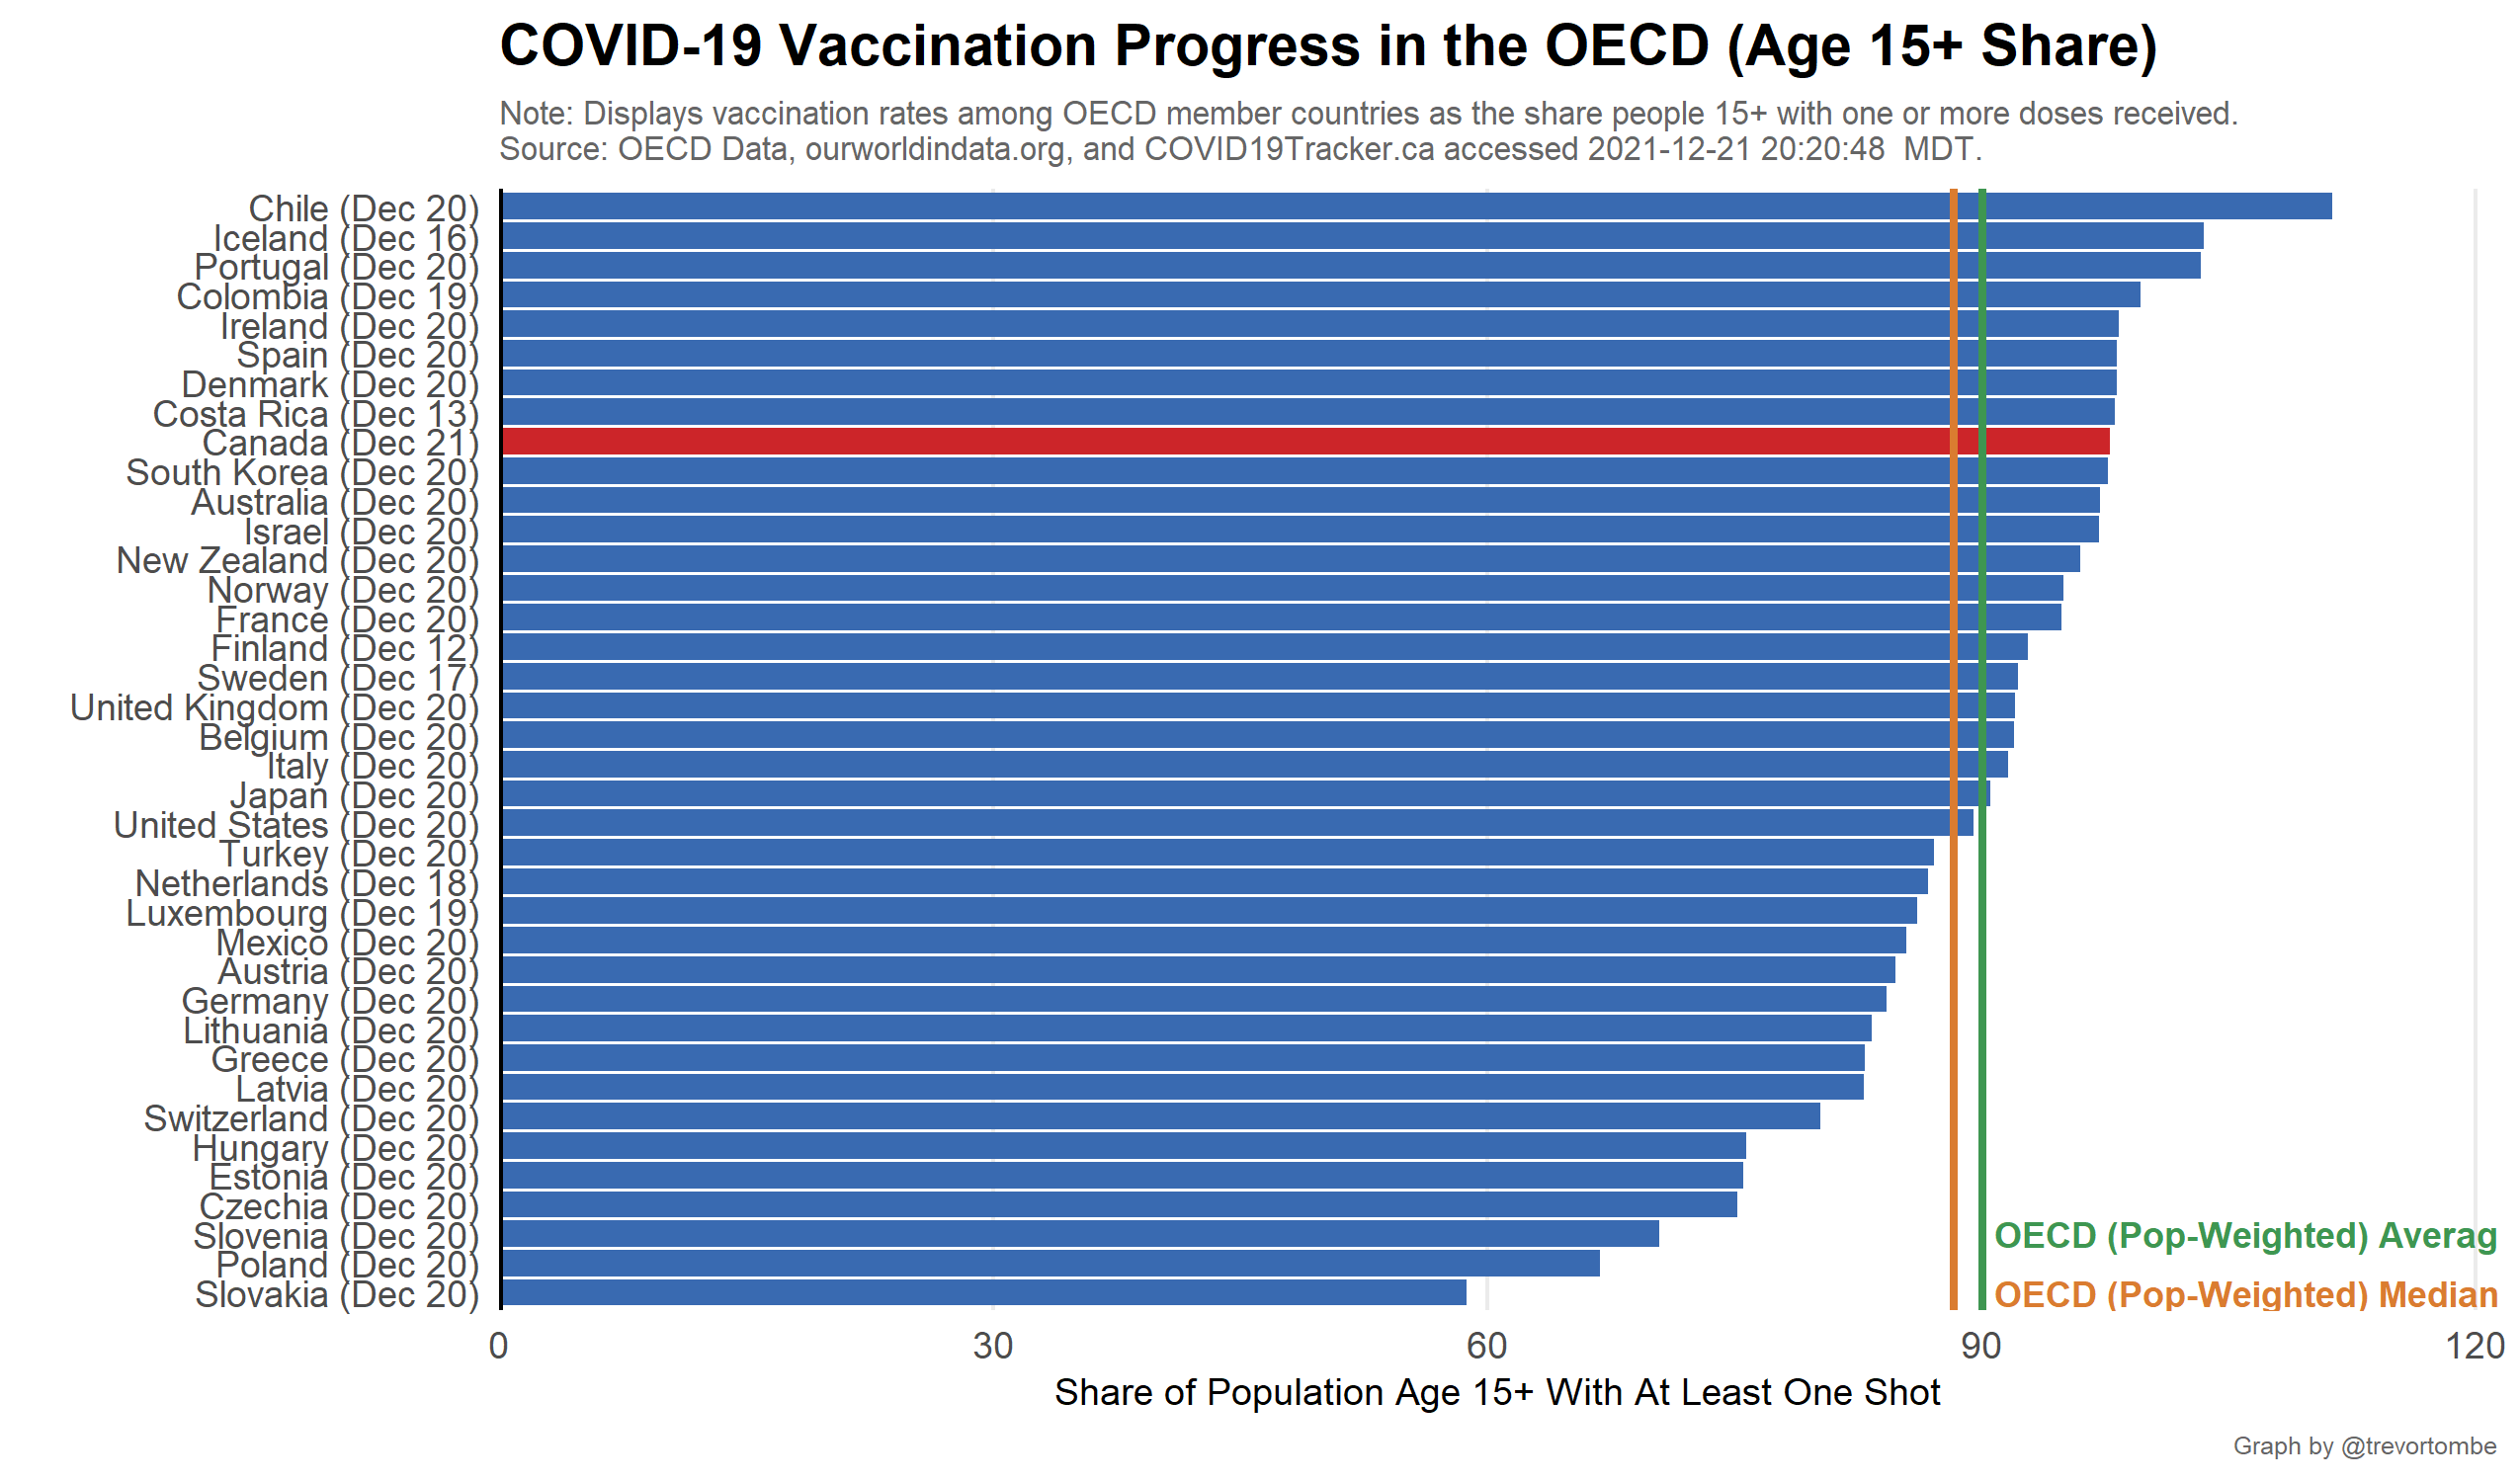 COVID-19 Vaccination Progress in the OECD (Age 15+ Share)
Note: Displays vaccination rates among OECD member countries as the share people 15+ with one or more doses received.
Source: OECD Data, ourworldindata.org, and COVID19Tracker.ca accessed 2021-12-21 20:20:48  MDT.
Chile (Dec 20)
Iceland (Dec 16)
Portugal (Dec 20)
Colombia (Dec 19)
Ireland (Dec 20)
Spain (Dec 20)
Denmark (Dec 20)
Costa Rica (Dec 13)
Canada (Dec 21)
South Korea (Dec 20)
Australia (Dec 20)
Israel (Dec 20)
New Zealand (Dec 20)
Norway (Dec 20)
France (Dec 20)
Finland (Dec 12)
Sweden (Dec 17)
United Kingdom (Dec 20)
Belgium (Dec 20)
Italy (Dec 20)
Japan (Dec 20)
United States (Dec 20)
Turkey (Dec 20)
Netherlands (Dec 18)
Luxembourg (Dec 19)
Mexico (Dec 20)
Austria (Dec 20)
Germany (Dec 20)
Lithuania (Dec 20)
Greece (Dec 20)
Latvia (Dec 20)
Switzerland (Dec 20)
Hungary (Dec 20)
Estonia (Dec 20)
Czechia (Dec 20)
Slovenia (Dec 20)
Poland (Dec 20)
Slovakia (Dec 20)
OECD (Pop-Weighted) Averag
OECD (Pop-Weighted) Median
0 30 60 90 120
Share of Population Age 15+ With At Least One Shot
Graph by @trevortombe